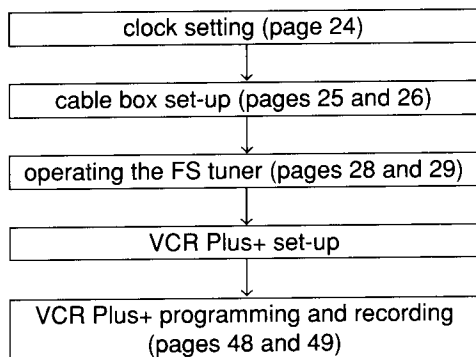 clock setting (page 24)
cable box set-up (pages 25 and 26)
operating the FS tuner (pages 28 and 29)
VCR Plus+ set-up
VCR Plus+ programming and recording
(pages 48 and 49)